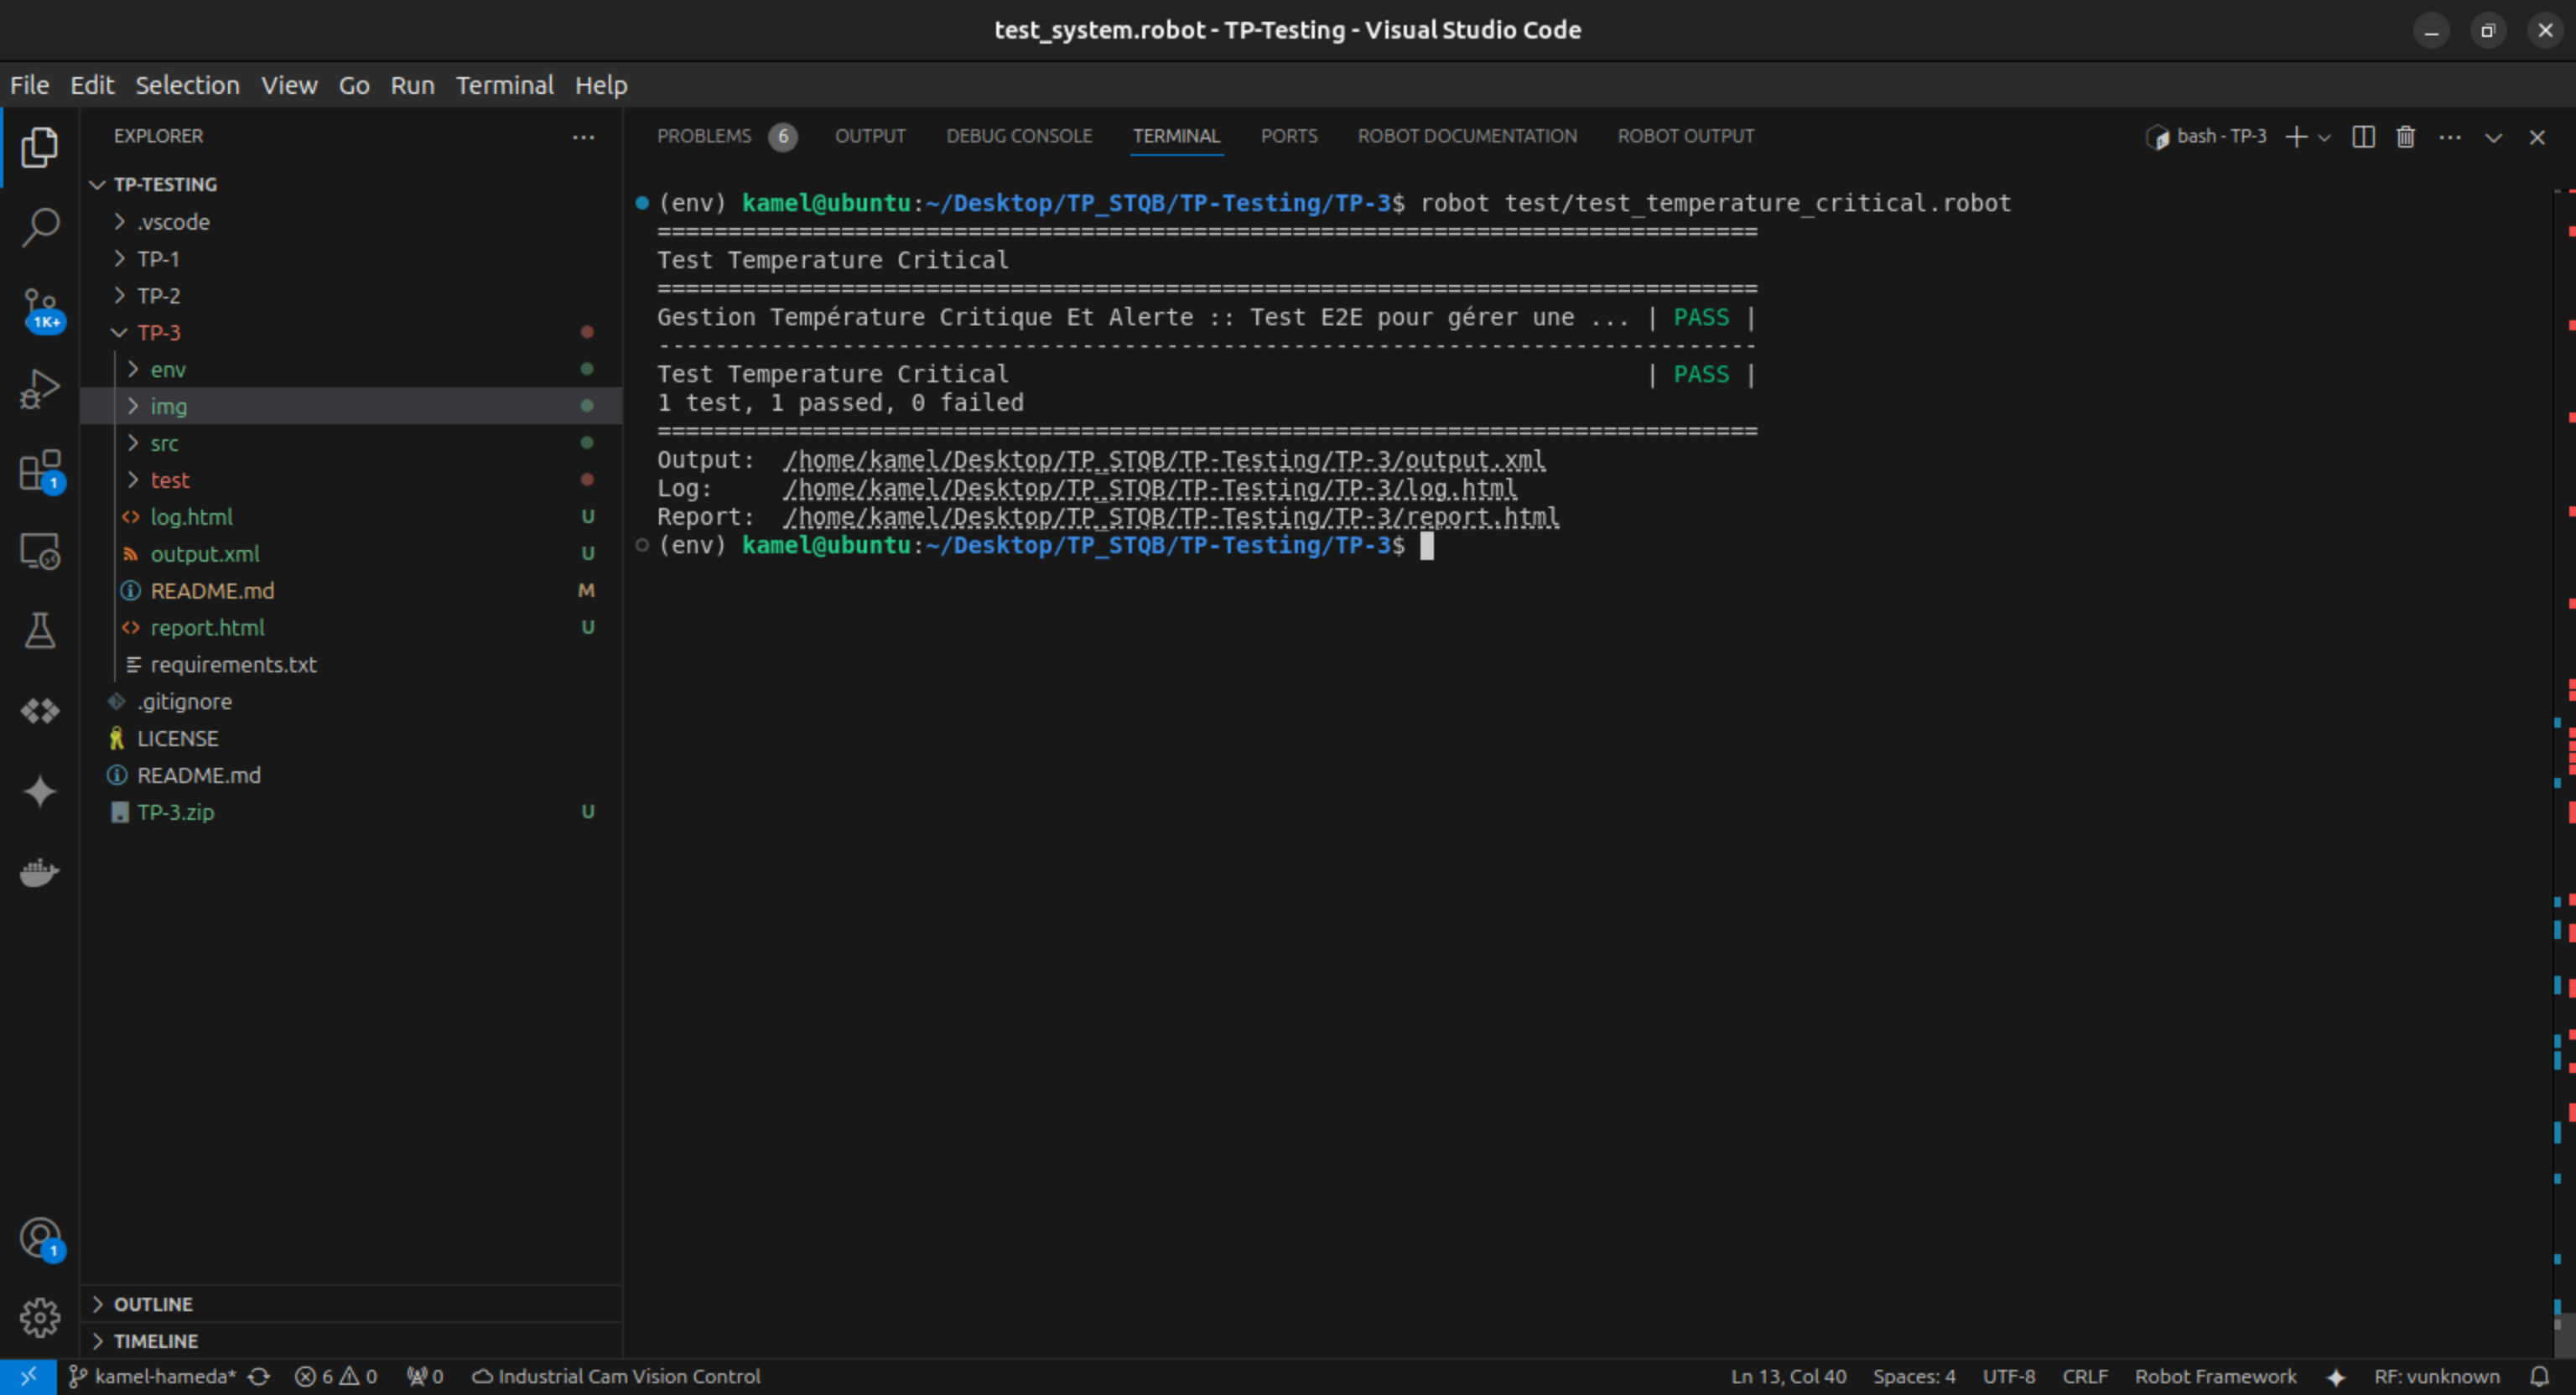 test_system.robot - TP-Testing - Visual Studio Code
File Edit Selection View Go Run Terminal Help
EXPLORER
TP-TESTING
.vscode
TP-1
TP-2
TP-3
env
img
src
test
log.html U
output.xml U
README.md M
report.html U
requirements.txt
.gitignore
LICENSE
README.md
TP-3.zip U
OUTLINE
TIMELINE
1K+
1
1
PROBLEMS 6 OUTPUT DEBUG CONSOLE TERMINAL PORTS ROBOT DOCUMENTATION ROBOT OUTPUT bash - TP-3
(env) kamel@ubuntu:~/Desktop/TP_STQB/TP-Testing/TP-3$ robot test/test_temperature_critical.robot
==============================================================================
Test Temperature Critical
==============================================================================
Gestion Température Critique Et Alerte :: Test E2E pour gérer une ... | PASS |
------------------------------------------------------------------------------
Test Temperature Critical | PASS |
1 test, 1 passed, 0 failed
==============================================================================
Output: /home/kamel/Desktop/TP_STQB/TP-Testing/TP-3/output.xml
Log: /home/kamel/Desktop/TP_STQB/TP-Testing/TP-3/log.html
Report: /home/kamel/Desktop/TP_STQB/TP-Testing/TP-3/report.html
(env) kamel@ubuntu:~/Desktop/TP_STQB/TP-Testing/TP-3$
kamel-hameda* 6 0 0 Industrial Cam Vision Control Ln 13, Col 40 Spaces: 4 UTF-8 CRLF Robot Framework RF: vunknown